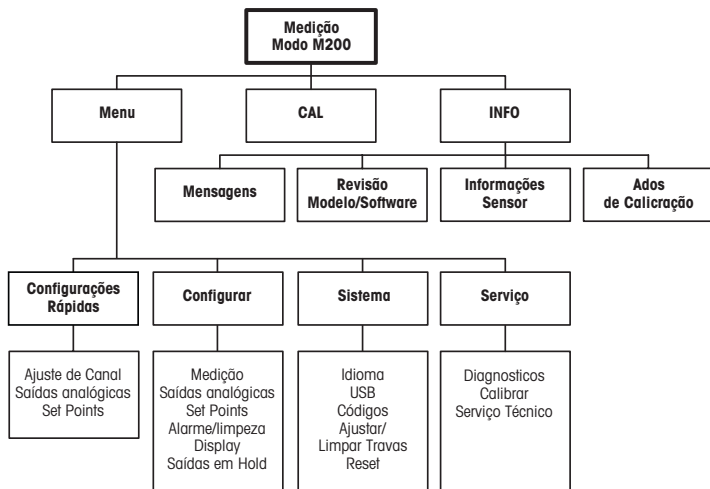 Medição
Modo M200
Menu
CAL
INFO
Mensagens
Revisão
Modelo/Software
Informações
Sensor
Ados
de Calicração
Configurações
Rápidas
Configurar
Sistema
Serviço
Ajuste de Canal
Saídas analógicas
Set Points
Medição
Saídas analógicas
Set Points
Alarme/limpeza
Display
Saídas em Hold
Idioma
USB
Códigos
Ajustar/
Limpar Travas
Reset
Diagnosticos
Calibrar
Serviço Técnico